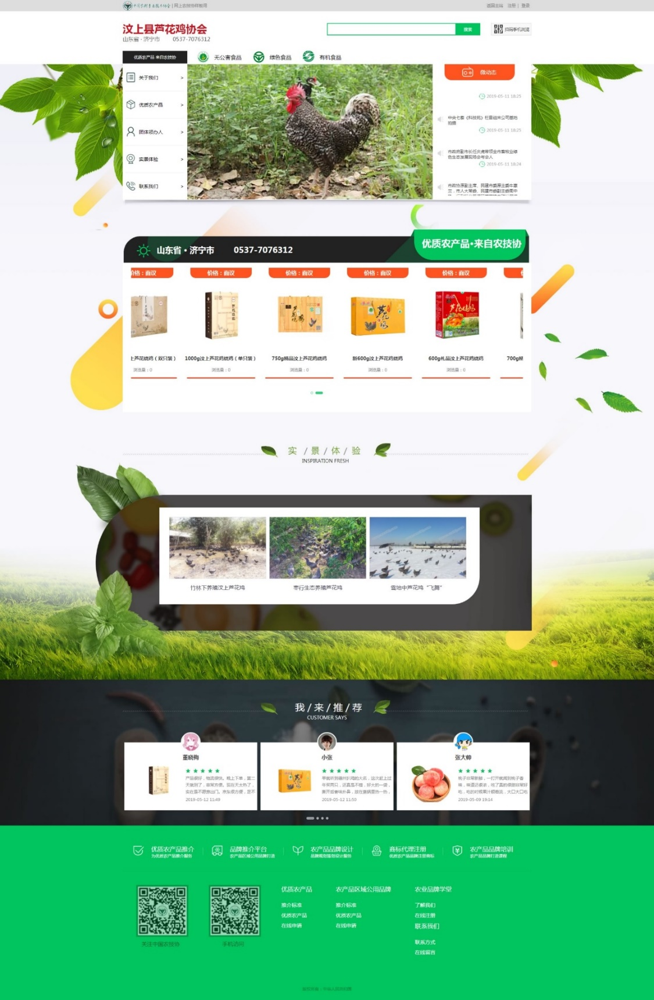 中国农村专业技术协会 | 网上农技协样板间
返回主站 注册 | 登录
汶上县芦花鸡协会
山东省 · 济宁市 0537-7076312
搜索
扫码手机浏览
优质农产品 来自农技协
无公害食品 绿色食品 有机食品
关于我们 >
优质农产品 >
团体领办人 >
实景体验 >
联系我们 >
微动态
2019-05-11 18:25
中央七套《科技苑》栏目组来公司基地
拍摄
2019-05-11 18:25
市政府副市长任庆虎带领全市畜牧业绿
色生态发展现场会与会人
2019-05-11 18:24
市政协原副主席、民建市委原主委牛惠
兰，市人大常委、民建市委副主委周中
山东省 · 济宁市 0537-7076312
优质农产品·来自农技协
价格：面议 价格：面议 价格：面议 价格：面议 价格：面议
上芦花烧鸡（双只装） 1000g汶上芦花鸡烧鸡（单只装） 750g精品汶上芦花鸡烧鸡 新600g汶上芦花鸡烧鸡 600g礼品汶上芦花鸡烧鸡 700g精
浏览量：0 浏览量：0 浏览量：0 浏览量：0 浏览量：0
实 / 景 / 体 / 验
INSPIRATION FRESH
竹林下养殖汶上芦花鸡 枣行生态养殖芦花鸡 雪地中芦花鸡“飞舞”
我 / 来 / 推 / 荐
CUSTOMER SAYS
董晓梅
产品很好，物流很快。晚上下单，第二
天就到了，非常方便。现在天太热了，
实在是不愿意出门。京东很方便，足不
2019-05-12 11:49
小张
早就听到德州扒鸡的大名，这次赶上过
年买两只，还真是不错，好大的一袋，
撕开后香味扑鼻，放在蒸锅里热一热，
2019-05-12 11:50
张大帅
桃子非常新鲜，一打开就闻到桃子香
味，味道还很浓，吃了真的很甜非常好
吃，吃的时候果汁顺着流，大口大口吃
2019-05-09 19:14
优质农产品推介 品牌推介平台 农产品品牌设计 商标代理注册 农产品品牌培训
为优质农产品推介服务 农产品区域公用品牌打造 品牌规划策划设计服务 优质农产品品牌注册商标 农产品品牌打造课程
优质农产品 农产品区域公用品牌 农业品牌学堂
推介标准 推介标准 了解我们
优质农产品 优质农产品 在线注册
在线申请 在线申请 联系我们
联系方式
在线留言
关注中国农技协 手机访问